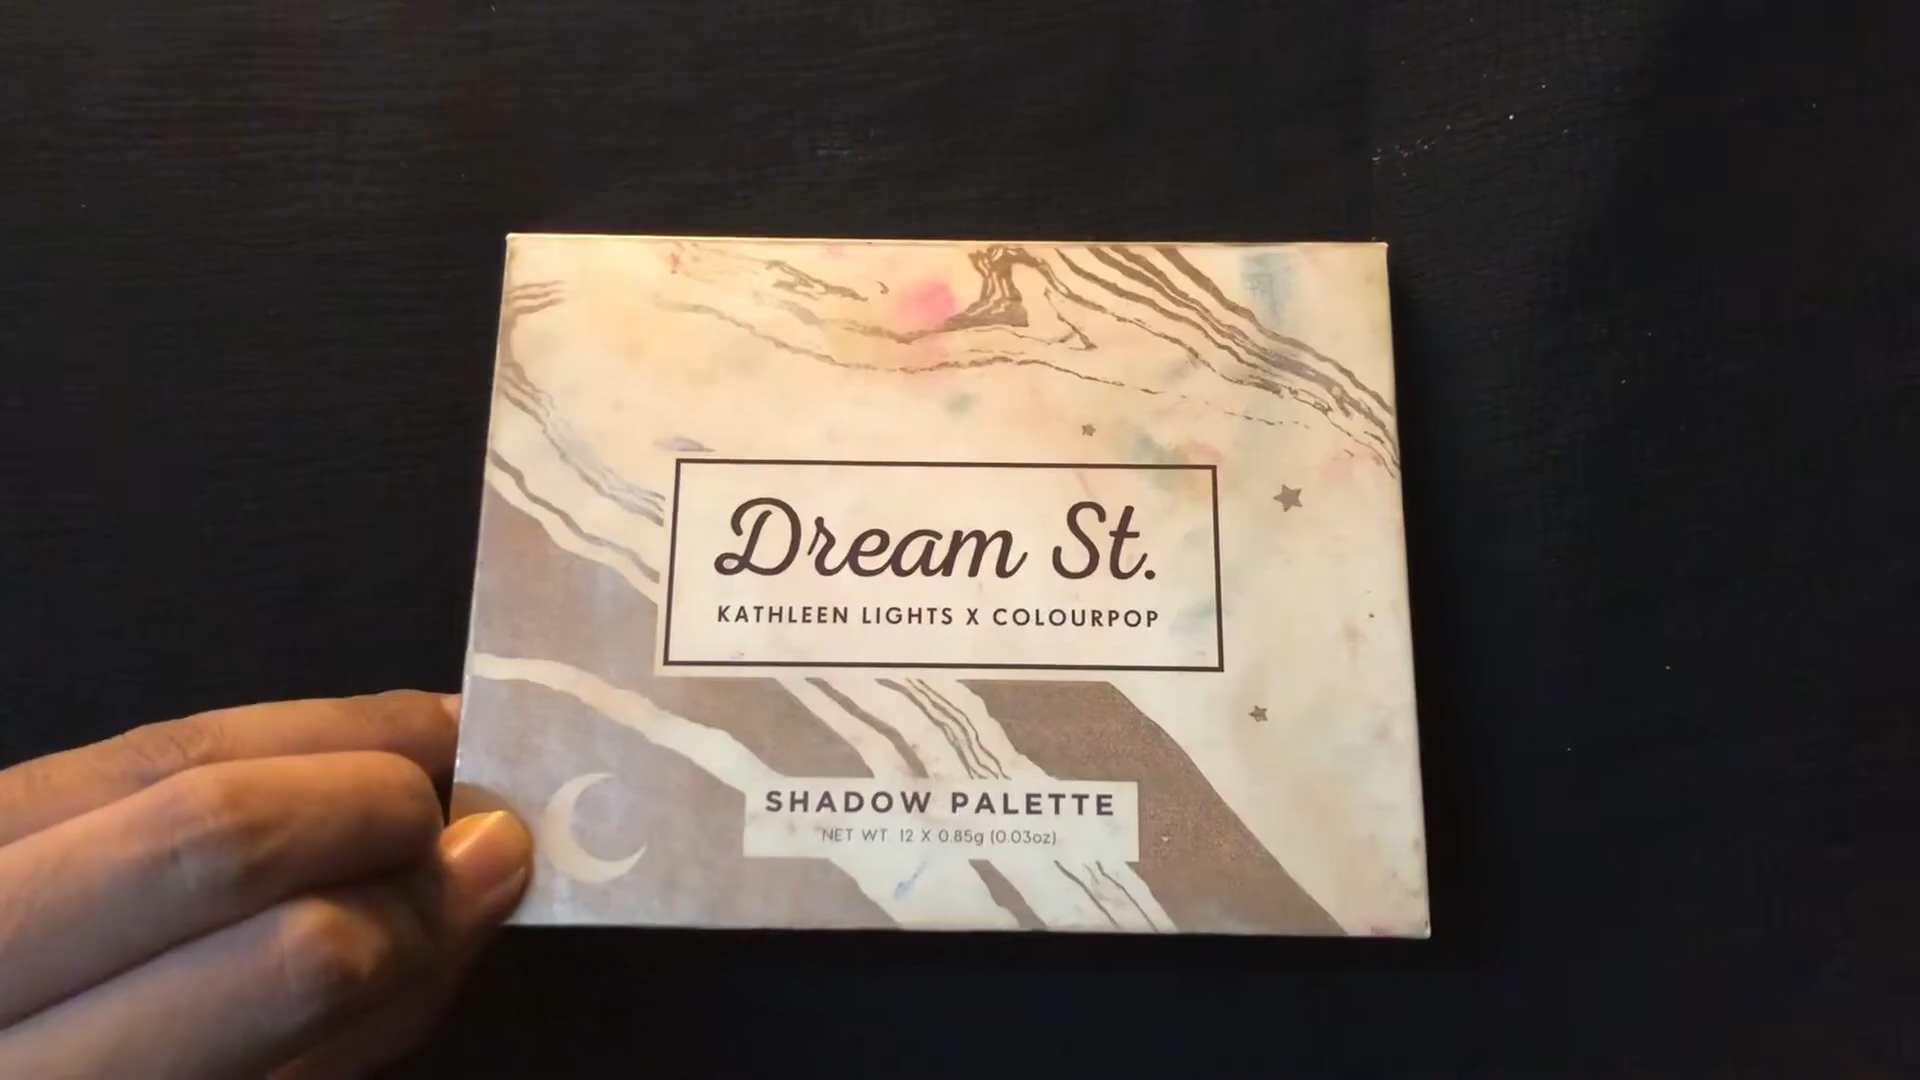 Dream St.
KATHLEEN LIGHTS X COLOURPOP
SHADOW PALETTE
NET WT. 12 X 0.85g (0.03oz)